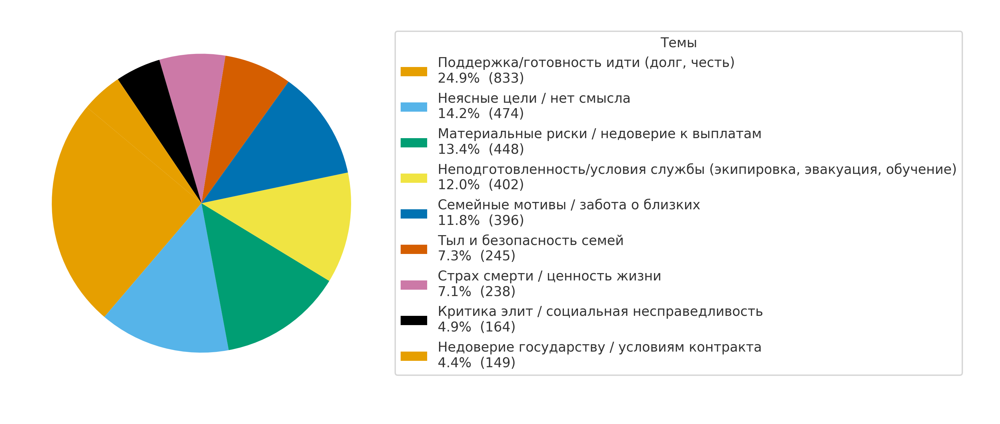 Темы
Поддержка/готовность идти (долг, честь)
24.9%  (833)
Неясные цели / нет смысла
14.2%  (474)
Материальные риски / недоверие к выплатам
13.4%  (448)
Неподготовленность/условия службы (экипировка, эвакуация, обучение)
12.0%  (402)
Семейные мотивы / забота о близких
11.8%  (396)
Тыл и безопасность семей
7.3%  (245)
Страх смерти / ценность жизни
7.1%  (238)
Критика элит / социальная несправедливость
4.9%  (164)
Недоверие государству / условиям контракта
4.4%  (149)